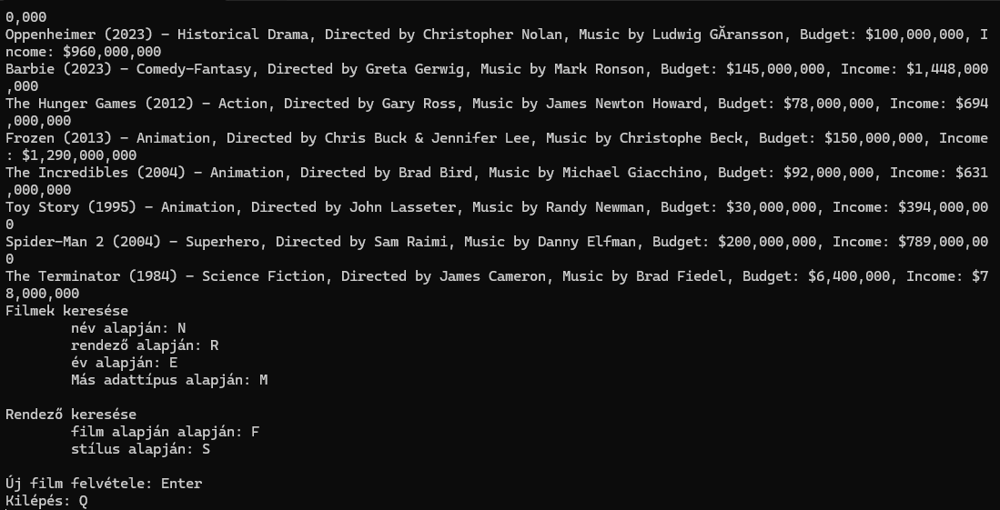 0,000
Oppenheimer (2023) - Historical Drama, Directed by Christopher Nolan, Music by Ludwig GĂransson, Budget: $100,000,000, I
ncome: $960,000,000
Barbie (2023) - Comedy-Fantasy, Directed by Greta Gerwig, Music by Mark Ronson, Budget: $145,000,000, Income: $1,448,000
,000
The Hunger Games (2012) - Action, Directed by Gary Ross, Music by James Newton Howard, Budget: $78,000,000, Income: $694
,000,000
Frozen (2013) - Animation, Directed by Chris Buck & Jennifer Lee, Music by Christophe Beck, Budget: $150,000,000, Income
: $1,290,000,000
The Incredibles (2004) - Animation, Directed by Brad Bird, Music by Michael Giacchino, Budget: $92,000,000, Income: $631
,000,000
Toy Story (1995) - Animation, Directed by John Lasseter, Music by Randy Newman, Budget: $30,000,000, Income: $394,000,00
0
Spider-Man 2 (2004) - Superhero, Directed by Sam Raimi, Music by Danny Elfman, Budget: $200,000,000, Income: $789,000,00
0
The Terminator (1984) - Science Fiction, Directed by James Cameron, Music by Brad Fiedel, Budget: $6,400,000, Income: $7
8,000,000
Filmek keresése
név alapján: N
rendező alapján: R
év alapján: E
Más adattípus alapján: M
Rendező keresése
film alapján alapján: F
stílus alapján: S
Új film felvétele: Enter
Kilépés: Q